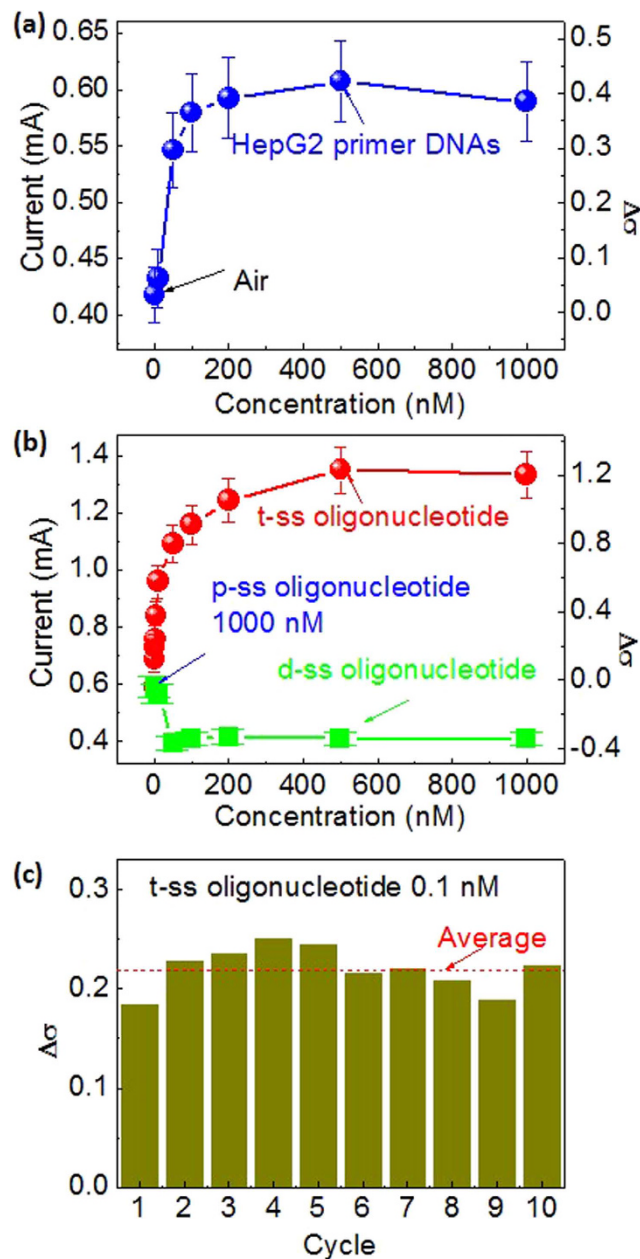 (a)
0.65
0.60
0.55
0.50
0.45
0.40
Current (mA)
0.5
0.4
0.3
0.2
0.1
0.0
Δσ
HepG2 primer DNAs
Air
0 200 400 600 800 1000
Concentration (nM)
(b)
1.4
1.2
1.0
0.8
0.6
0.4
Current (mA)
1.2
0.8
0.4
0.0
-0.4
Δσ
t-ss oligonucleotide
p-ss oligonucleotide
1000 nM
d-ss oligonucleotide
0 200 400 600 800 1000
Concentration (nM)
(c)
0.3
0.2
0.1
0.0
Δσ
t-ss oligonucleotide 0.1 nM
Average
1 2 3 4 5 6 7 8 9 10
Cycle